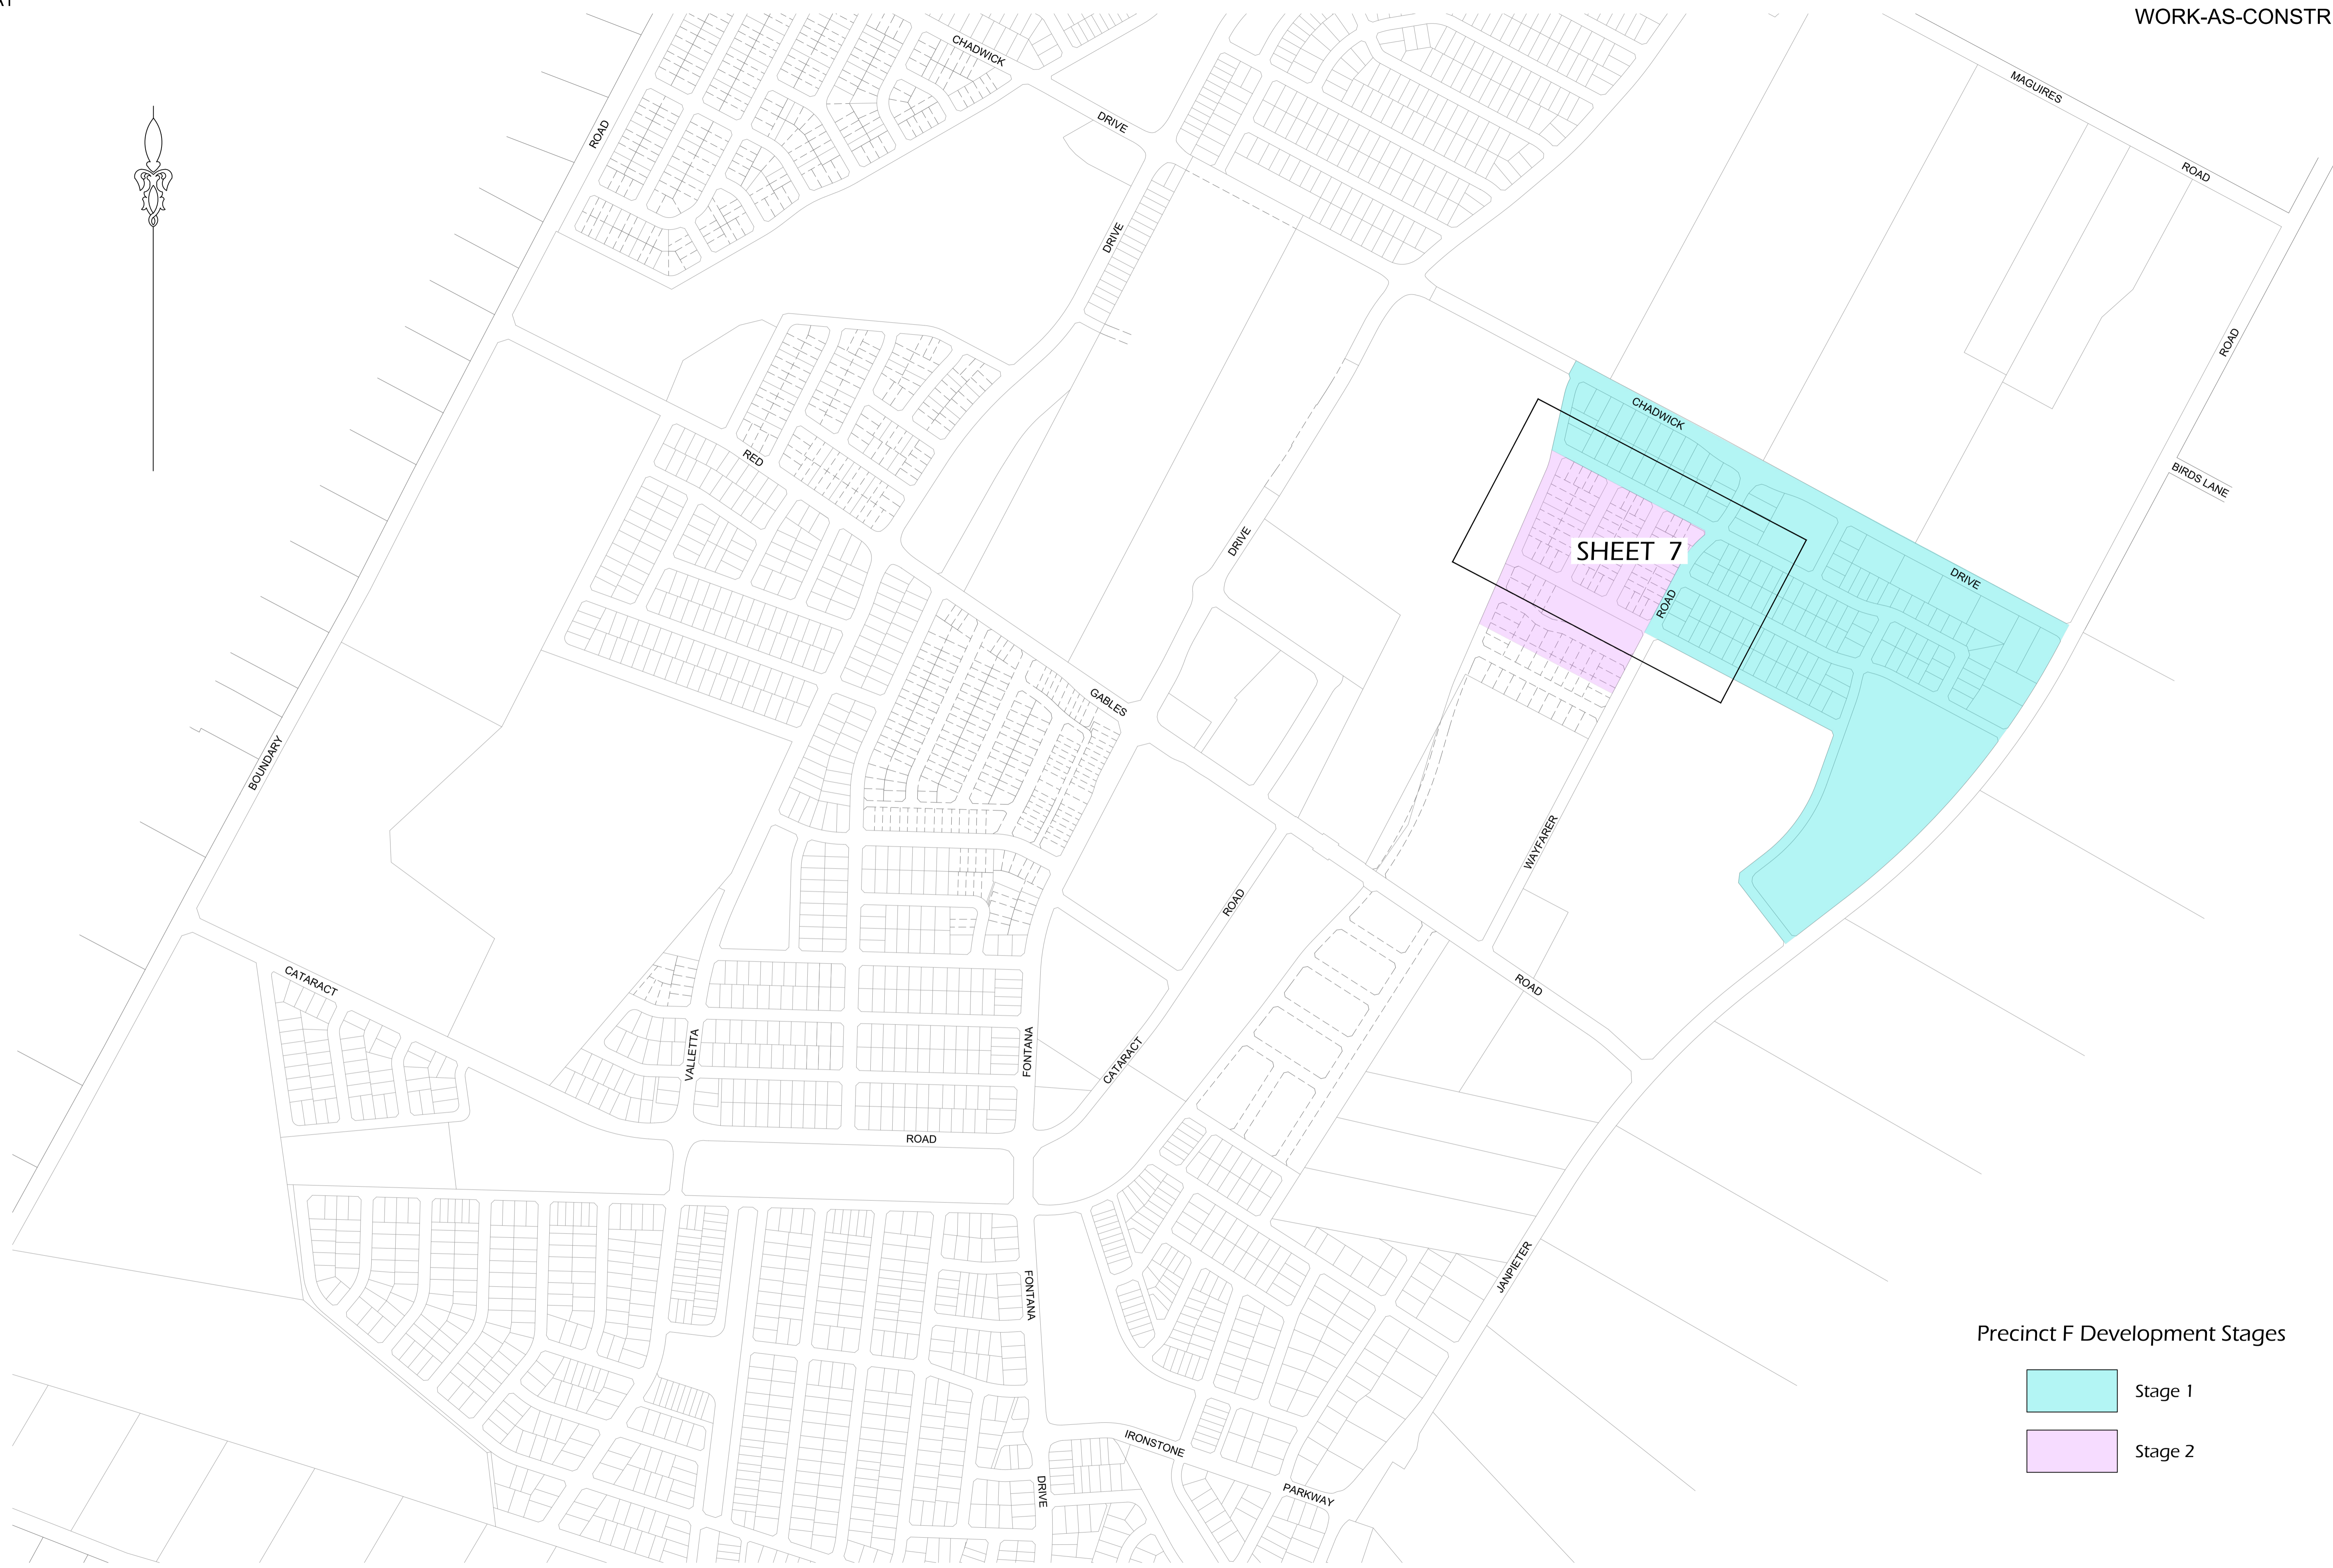 WORK-AS-CONSTR
CHADWICK
DRIVE
ROAD
MAGUIRES
ROAD
DRIVE
ROAD
CHADWICK
DRIVE
BIRDS LANE
RED
DRIVE
SHEET 7
ROAD
GABLES
BOUNDARY
WAYFARER
ROAD
CATARACT
ROAD
VALLETTA
FONTANA
CATARACT
ROAD
FONTANA
JANPIETER
IRONSTONE
DRIVE
PARKWAY
Precinct F Development Stages
Stage 1
Stage 2